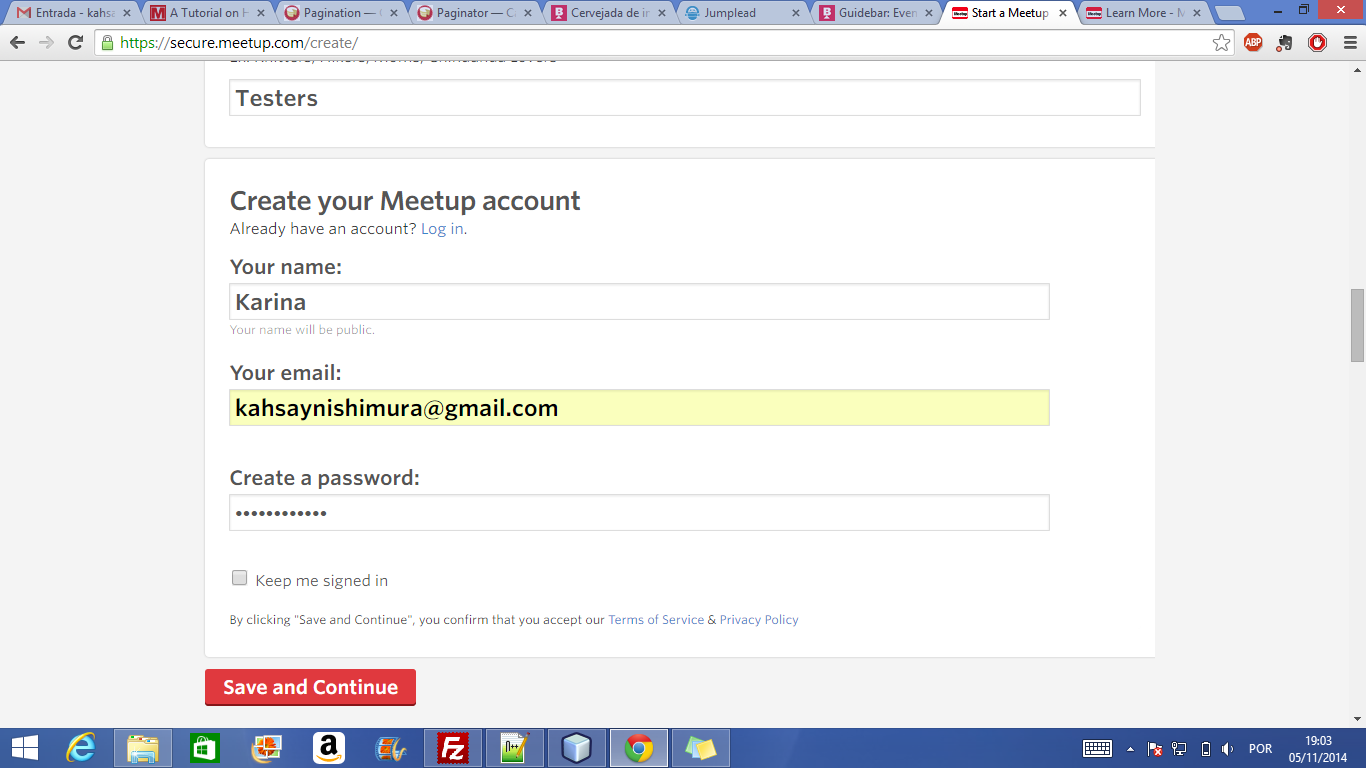 Entrada - kahsa
A Tutorial on H
Pagination — C
Paginator — C
Cervejada de in
Jumplead
Guidebar: Even
Start a Meetup
Learn More - M
https://secure.meetup.com/create/
ABP
Testers
Create your Meetup account
Already have an account? Log in.
Your name:
Karina
Your name will be public.
Your email:
kahsaynishimura@gmail.com
Create a password:
••••••••••••
Keep me signed in
By clicking "Save and Continue", you confirm that you accept our Terms of Service & Privacy Policy
Save and Continue
POR
19:03
05/11/2014